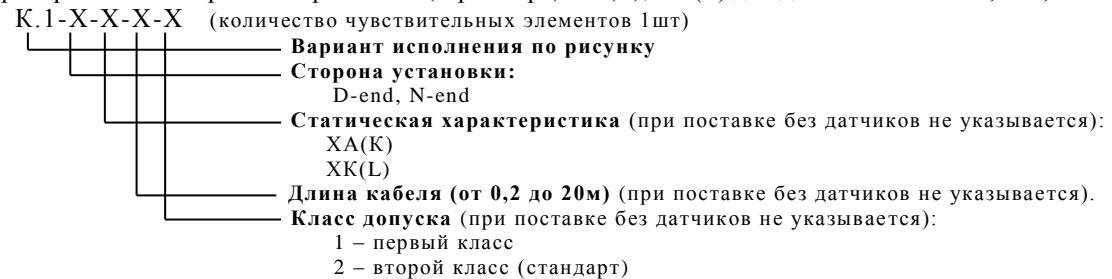 К.1-Х-Х-Х-Х (количество чувствительных элементов 1шт)
Вариант исполнения по рисунку
Сторона установки:
D-end, N-end
Статическая характеристика (при поставке без датчиков не указывается):
ХА(К)
ХК(L)
Длина кабеля (от 0,2 до 20м) (при поставке без датчиков не указывается).
Класс допуска (при поставке без датчиков не указывается):
1 – первый класс
2 – второй класс (стандарт)